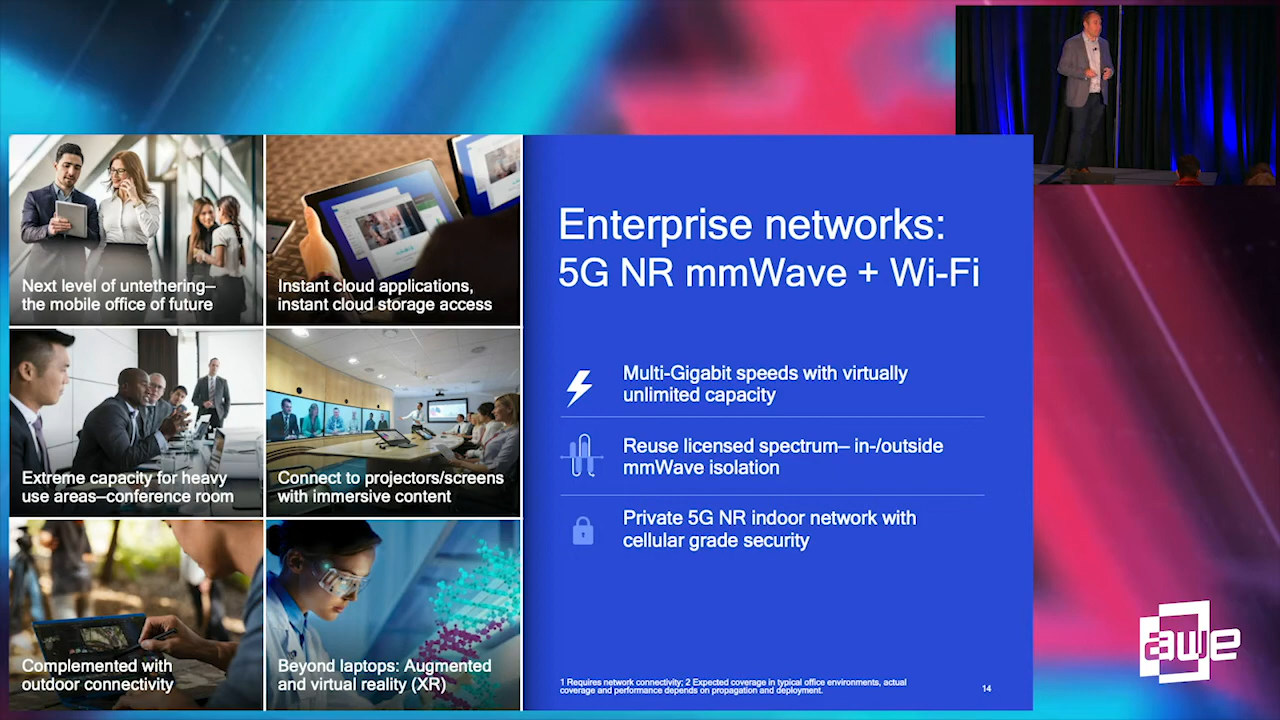 Enterprise networks:
5G NR mmWave + Wi-Fi
Next level of untethering—
the mobile office of future
Instant cloud applications,
instant cloud storage access
Extreme capacity for heavy
use areas—conference room
Connect to projectors/screens
with immersive content
Complemented with
outdoor connectivity
Beyond laptops: Augmented
and virtual reality (XR)
Multi-Gigabit speeds with virtually
unlimited capacity
Reuse licensed spectrum— in-/outside
mmWave isolation
Private 5G NR indoor network with
cellular grade security
1 Requires network connectivity; 2 Expected coverage in typical office environments, actual
coverage and performance depends on propagation and deployment.
14
awe